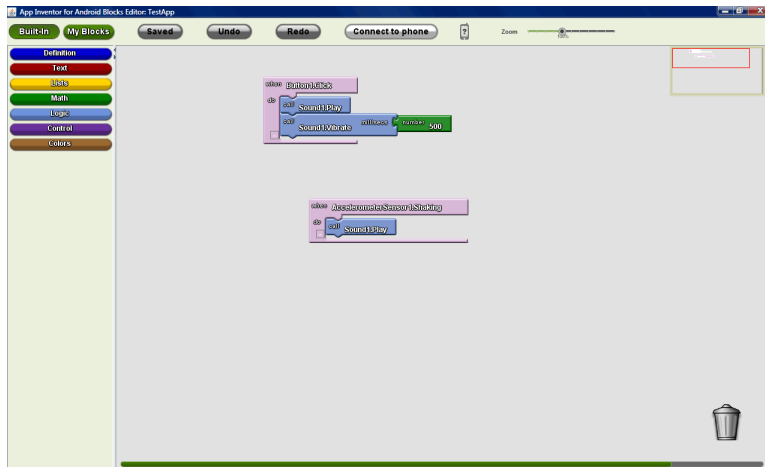 App Inventor for Android Blocks Editor: TestApp
Built-In My Blocks Saved Undo Redo Connect to phone ? Zoom 100%
Definition
Text
Lists
Math
Logic
Control
Colors
when Button1.Click
do call Sound1.Play
call Sound1.Vibrate millisecs number 500
when AccelerometerSensor1.Shaking
do call Sound1.Play